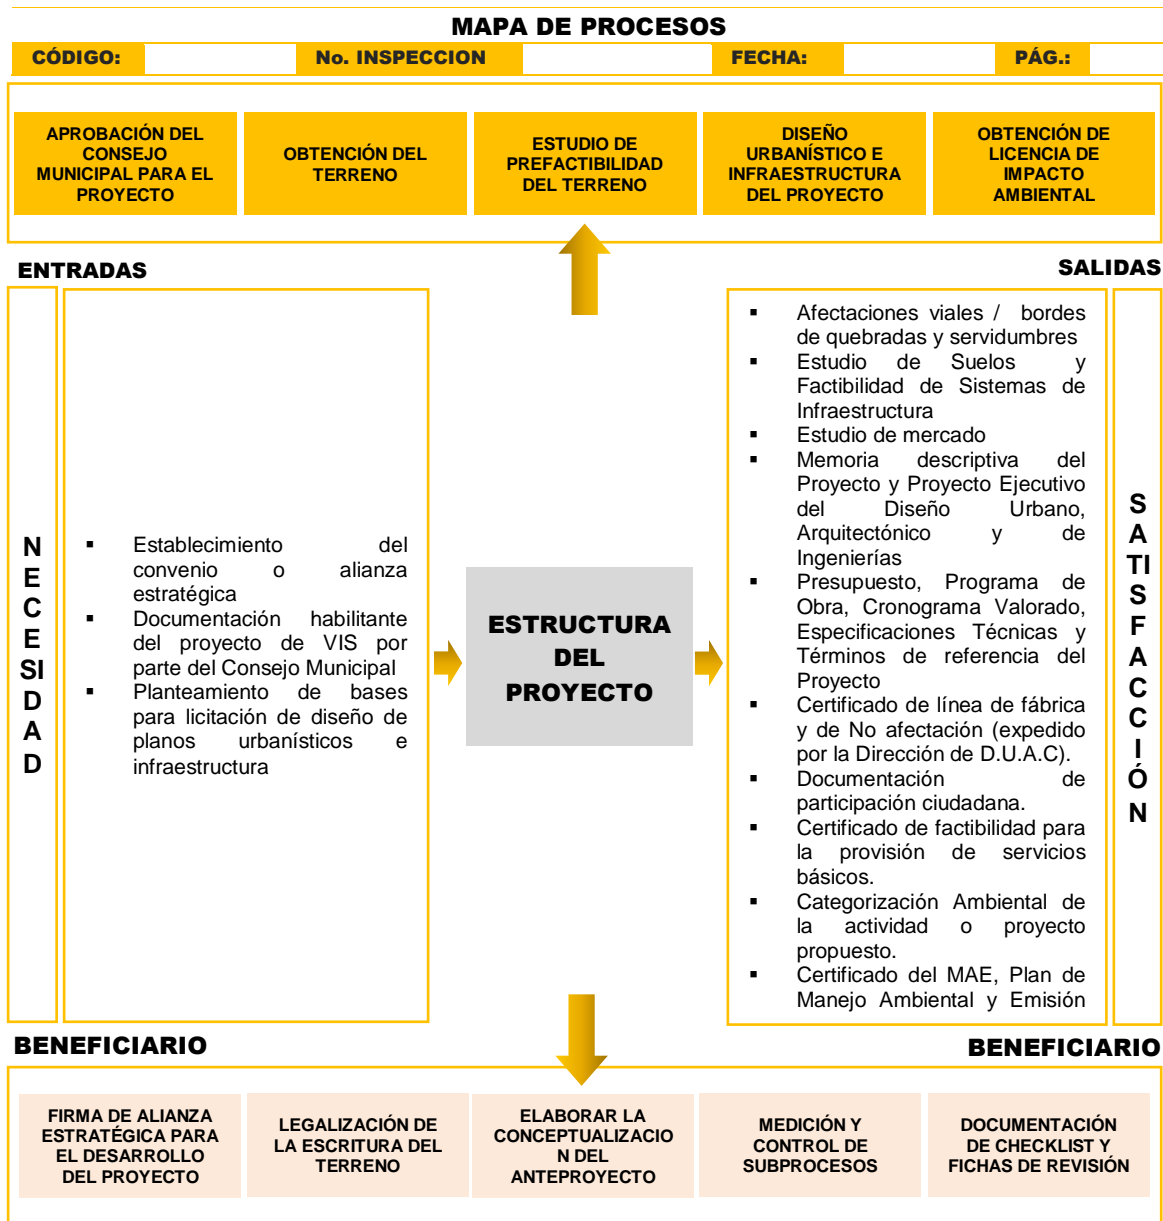 MAPA DE PROCESOS
CÓDIGO: No. INSPECCION FECHA: PÁG.:
APROBACIÓN DEL
CONSEJO
MUNICIPAL PARA EL
PROYECTO
OBTENCIÓN DEL
TERRENO
ESTUDIO DE
PREFACTIBILIDAD
DEL TERRENO
DISEÑO
URBANÍSTICO E
INFRAESTRUCTURA
DEL PROYECTO
OBTENCIÓN DE
LICENCIA DE
IMPACTO
AMBIENTAL
ENTRADAS
SALIDAS
N
E
C
E
SI
D
A
D
▪ Establecimiento del
convenio o alianza
estratégica
▪ Documentación habilitante
del proyecto de VIS por
parte del Consejo Municipal
▪ Planteamiento de bases
para licitación de diseño de
planos urbanísticos e
infraestructura
ESTRUCTURA
DEL
PROYECTO
▪ Afectaciones viales / bordes
de quebradas y servidumbres
▪ Estudio de Suelos y
Factibilidad de Sistemas de
Infraestructura
▪ Estudio de mercado
▪ Memoria descriptiva del
Proyecto y Proyecto Ejecutivo
del Diseño Urbano,
Arquitectónico y de
Ingenierías
▪ Presupuesto, Programa de
Obra, Cronograma Valorado,
Especificaciones Técnicas y
Términos de referencia del
Proyecto
▪ Certificado de línea de fábrica
y de No afectación (expedido
por la Dirección de D.U.A.C).
▪ Documentación de
participación ciudadana.
▪ Certificado de factibilidad para
la provisión de servicios
básicos.
▪ Categorización Ambiental de
la actividad o proyecto
propuesto.
▪ Certificado del MAE, Plan de
Manejo Ambiental y Emisión
S
A
TI
S
F
A
C
C
I
Ó
N
BENEFICIARIO
BENEFICIARIO
FIRMA DE ALIANZA
ESTRATÉGICA PARA
EL DESARROLLO
DEL PROYECTO
LEGALIZACIÓN DE
LA ESCRITURA DEL
TERRENO
ELABORAR LA
CONCEPTUALIZACIO
N DEL
ANTEPROYECTO
MEDICIÓN Y
CONTROL DE
SUBPROCESOS
DOCUMENTACIÓN
DE CHECKLIST Y
FICHAS DE REVISIÓN